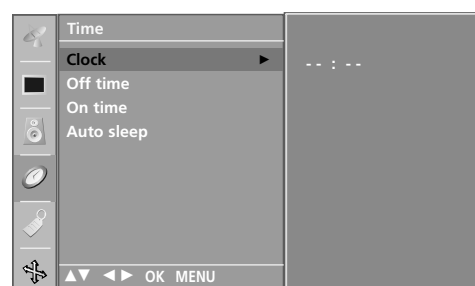 Time
Clock ►
- - : - -
Off time
On time
Auto sleep
▲▼ ◄► OK MENU